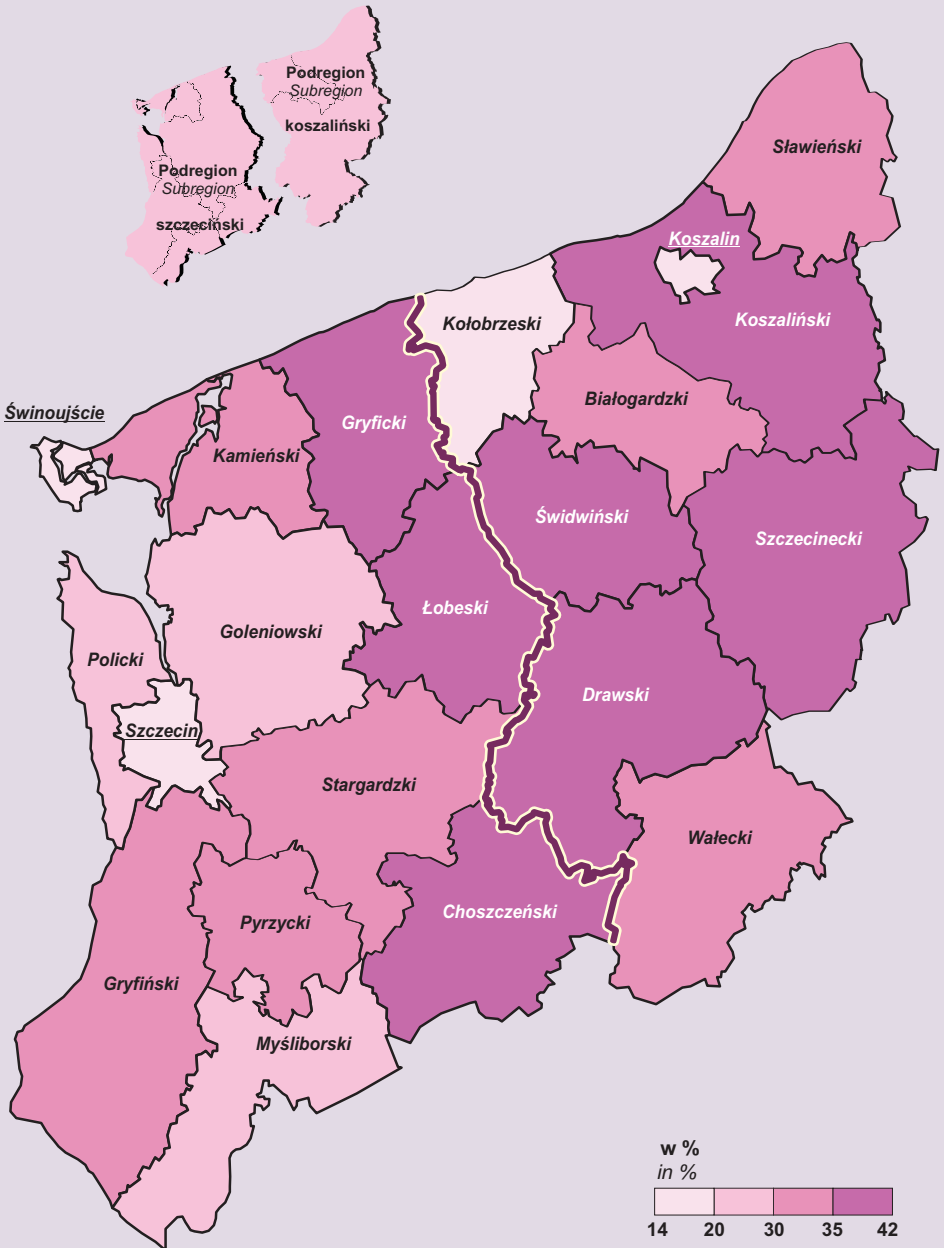 Podregion
Subregion
koszaliński
Podregion
Subregion
szczeciński
Sławieński
Koszalin
Kołobrzeski
Koszaliński
Świnoujście
Gryficki
Białogardzki
Kamieński
Świdwiński
Szczecinecki
Łobeski
Goleniowski
Policki
Drawski
Szczecin
Stargardzki
Wałecki
Choszczeński
Pyrzycki
Gryfiński
Myśliborski
w %
in %
14 20 30 35 42